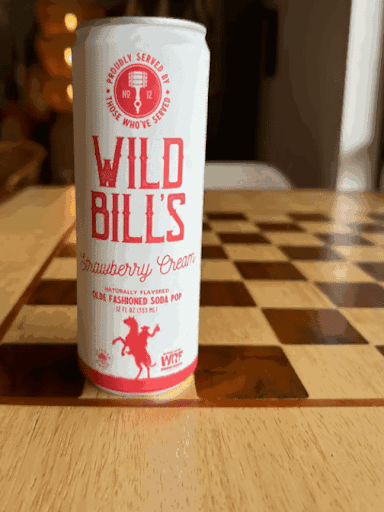 PROUDLY SERVED BY
No 12
THOSE WHO'VE SERVED
WILD
BILL'S
Strawberry Cream
NATURALLY FLAVORED
OLDE FASHIONED SODA POP
12 FL OZ (355 mL)